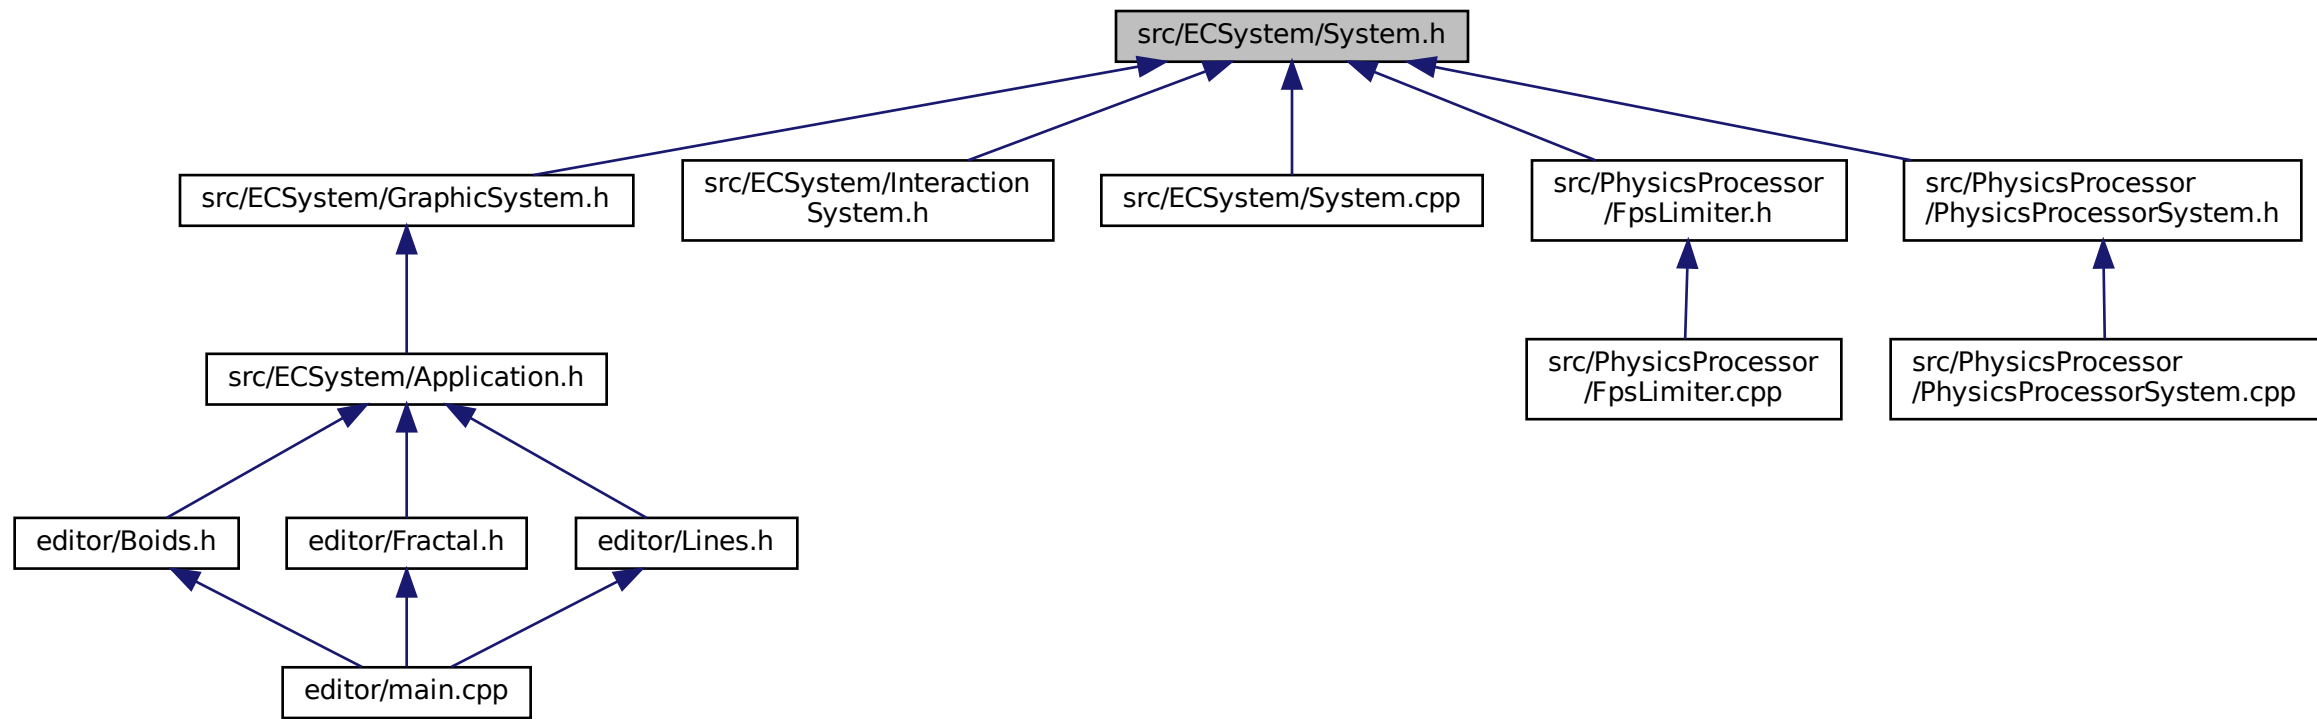 src/ECSystem/System.h
src/ECSystem/GraphicSystem.h
src/ECSystem/Interaction
System.h
src/ECSystem/System.cpp
src/PhysicsProcessor
/FpsLimiter.h
src/PhysicsProcessor
/PhysicsProcessorSystem.h
src/ECSystem/Application.h
src/PhysicsProcessor
/FpsLimiter.cpp
src/PhysicsProcessor
/PhysicsProcessorSystem.cpp
editor/Boids.h
editor/Fractal.h
editor/Lines.h
editor/main.cpp